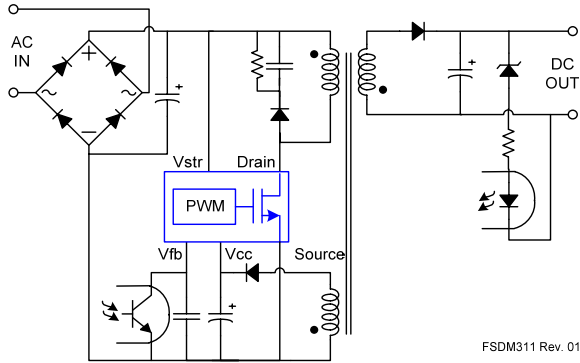 AC
IN
DC
OUT
Vstr
Drain
PWM
Vfb
Vcc
Source
FSDM311 Rev. 01